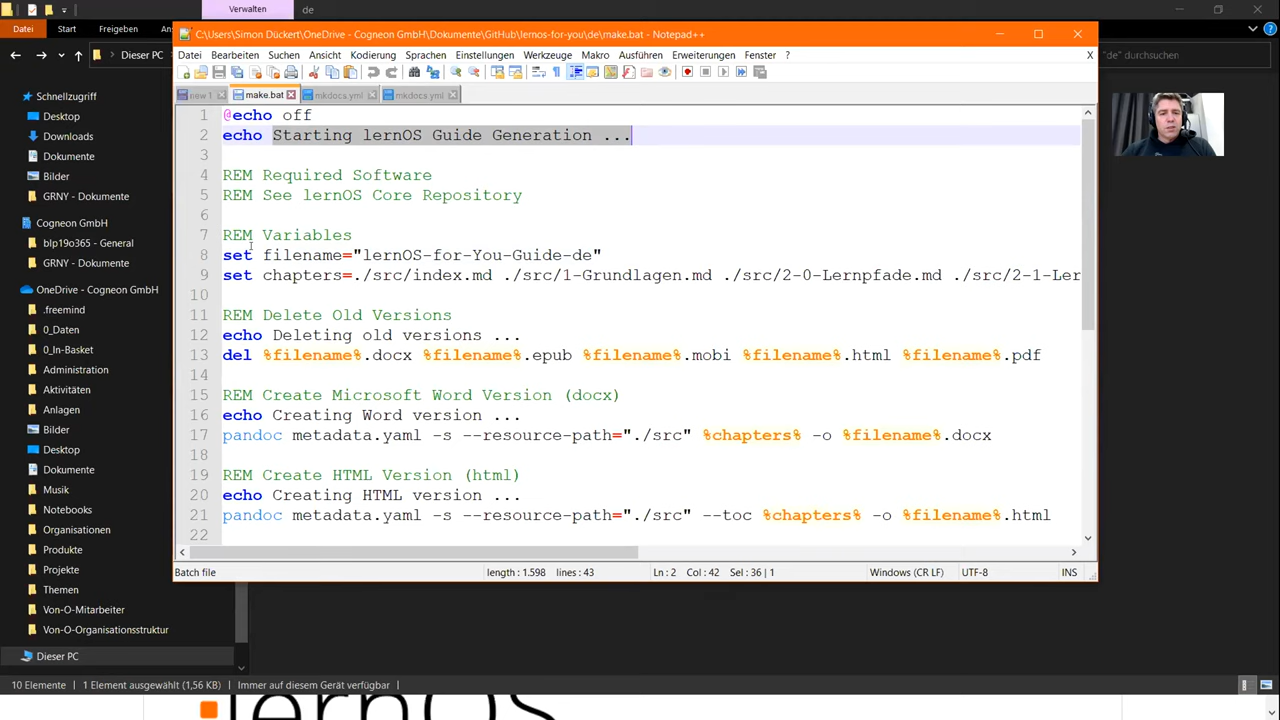 Verwalten
de
Datei
Start
Freigeben
An
Dieser PC
"de" durchsuchen
C:\Users\Simon Dückert\OneDrive - Cogneon GmbH\Dokumente\GitHub\lernos-for-you\de\make.bat - Notepad++
Datei Bearbeiten Suchen Ansicht Kodierung Sprachen Einstellungen Werkzeuge Makro Ausführen Erweiterungen Fenster ?
X
new 1
make.bat
mkdocs.yml
mkdocs.yml
Schnellzugriff
Desktop
Downloads
Dokumente
Bilder
GRNY - Dokumente
Cogneon GmbH
blp19o365 - General
GRNY - Dokumente
OneDrive - Cogneon GmbH
.freemind
0_Daten
0_In-Basket
Administration
Aktivitäten
Anlagen
Bilder
Desktop
Dokumente
Musik
Notebooks
Organisationen
Produkte
Projekte
Themen
Von-O-Mitarbeiter
Von-O-Organisationsstruktur
Dieser PC
1 @echo off
2 echo Starting lernOS Guide Generation ...
3
4 REM Required Software
5 REM See lernOS Core Repository
6
7 REM Variables
8 set filename="lernOS-for-You-Guide-de"
9 set chapters=./src/index.md ./src/1-Grundlagen.md ./src/2-0-Lernpfade.md ./src/2-1-Ler
10
11 REM Delete Old Versions
12 echo Deleting old versions ...
13 del %filename%.docx %filename%.epub %filename%.mobi %filename%.html %filename%.pdf
14
15 REM Create Microsoft Word Version (docx)
16 echo Creating Word version ...
17 pandoc metadata.yaml -s --resource-path="./src" %chapters% -o %filename%.docx
18
19 REM Create HTML Version (html)
20 echo Creating HTML version ...
21 pandoc metadata.yaml -s --resource-path="./src" --toc %chapters% -o %filename%.html
22
Batch file
length : 1.598 lines : 43
Ln : 2 Col : 42 Sel : 36 | 1
Windows (CR LF)
UTF-8
INS
10 Elemente
1 Element ausgewählt (1,56 KB)
Immer auf diesem Gerät verfügbar
lernOS